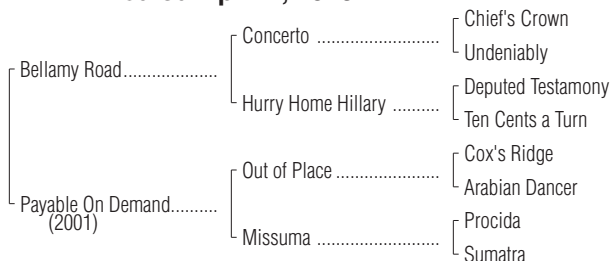 Chief's Crown
Concerto ..............................
Undeniably
Bellamy Road....................
Deputed Testamony
Hurry Home Hillary ..........
Ten Cents a Turn
Cox's Ridge
Out of Place .........................
Arabian Dancer
Payable On Demand..........
(2001)
Procida
Missuma ..............................
Sumatra